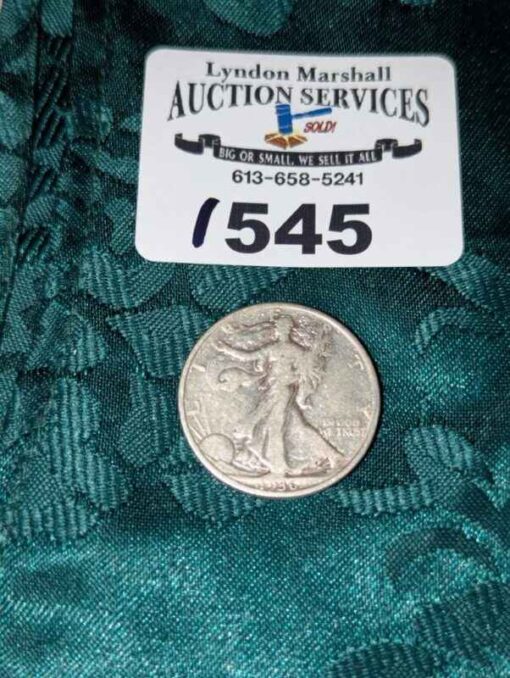 Lyndon Marshall
AUCTION SERVICES
SOLD!
BIG OR SMALL, WE SELL IT ALL
613-658-5241
1545
LIBERTY
IN GOD
WE TRUST
1936